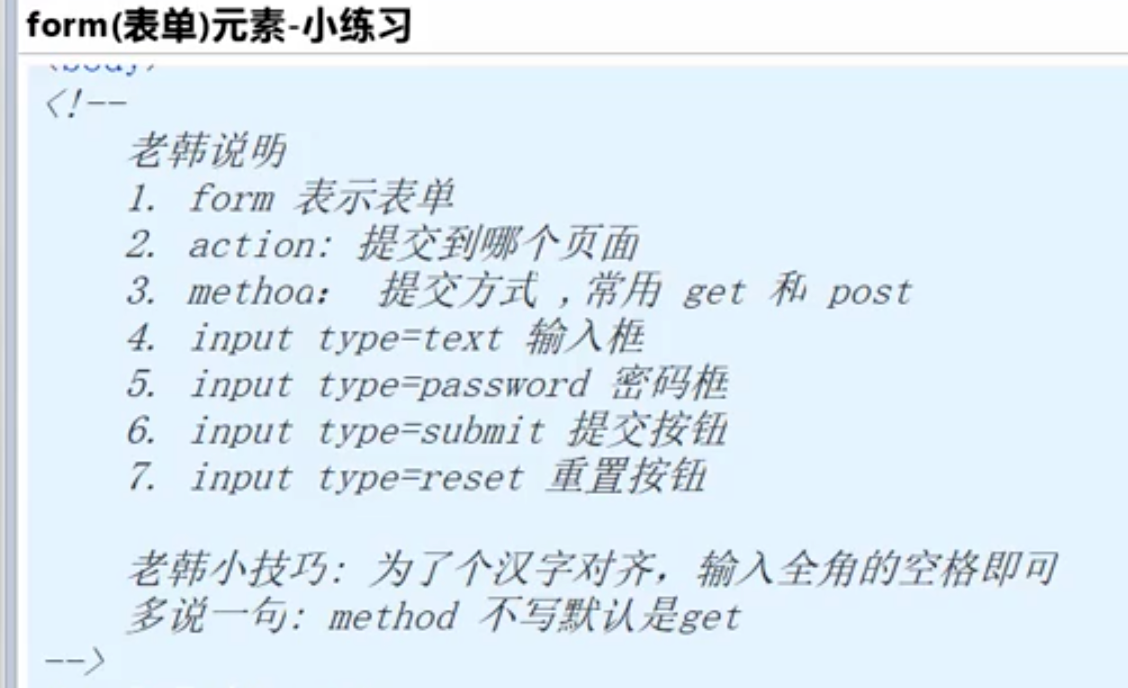 form(表单)元素-小练习
<body>
<!--
老韩说明
1. form 表示表单
2. action: 提交到哪个页面
3. method： 提交方式 ,常用 get 和 post
4. input type=text 输入框
5. input type=password 密码框
6. input type=submit 提交按钮
7. input type=reset 重置按钮
老韩小技巧: 为了个汉字对齐，输入全角的空格即可
多说一句: method 不写默认是get
-->